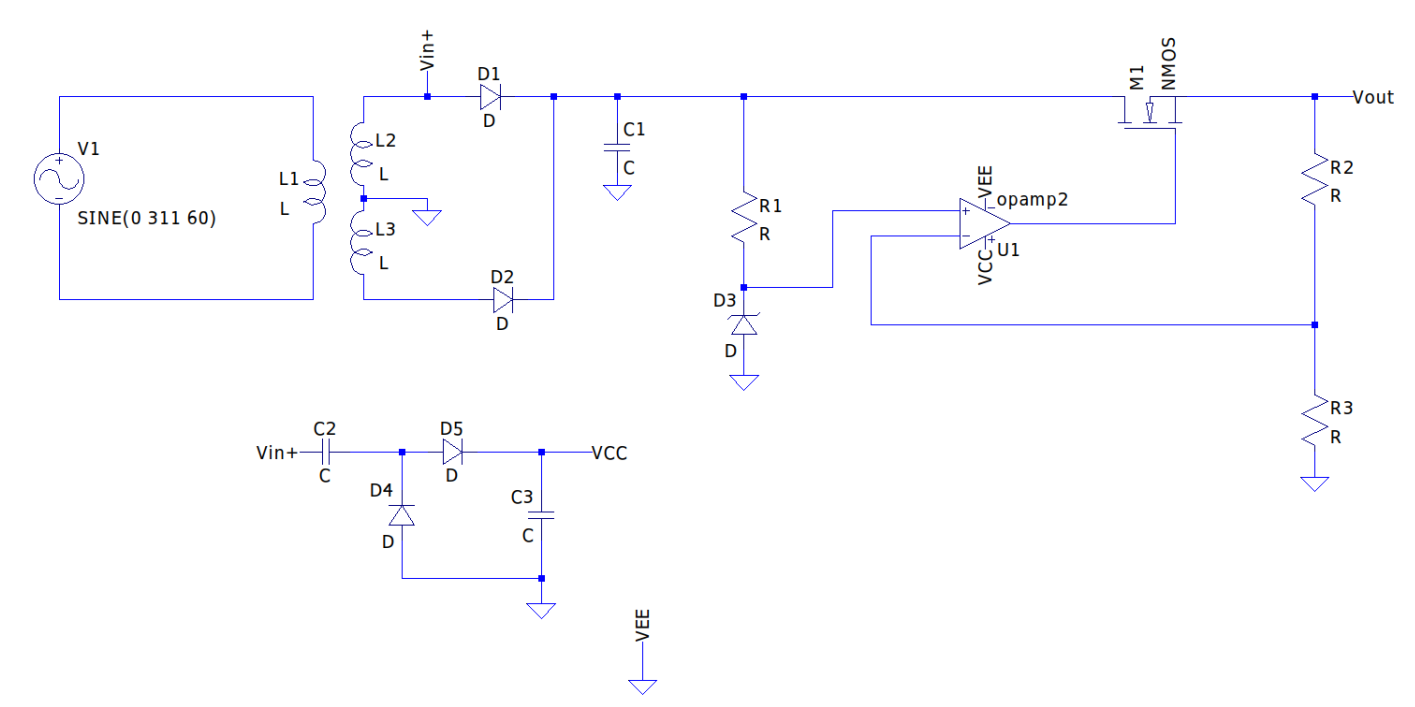 Vin+
D1
D
M1
NMOS
Vout
V1
SINE(0 311 60)
L1
L
L2
L
L3
L
D2
D
C1
C
R1
R
D3
D
VEE
opamp2
+
−
−
+
VCC
U1
R2
R
R3
R
Vin+
C2
C
D5
D
VCC
D4
D
C3
C
VEE